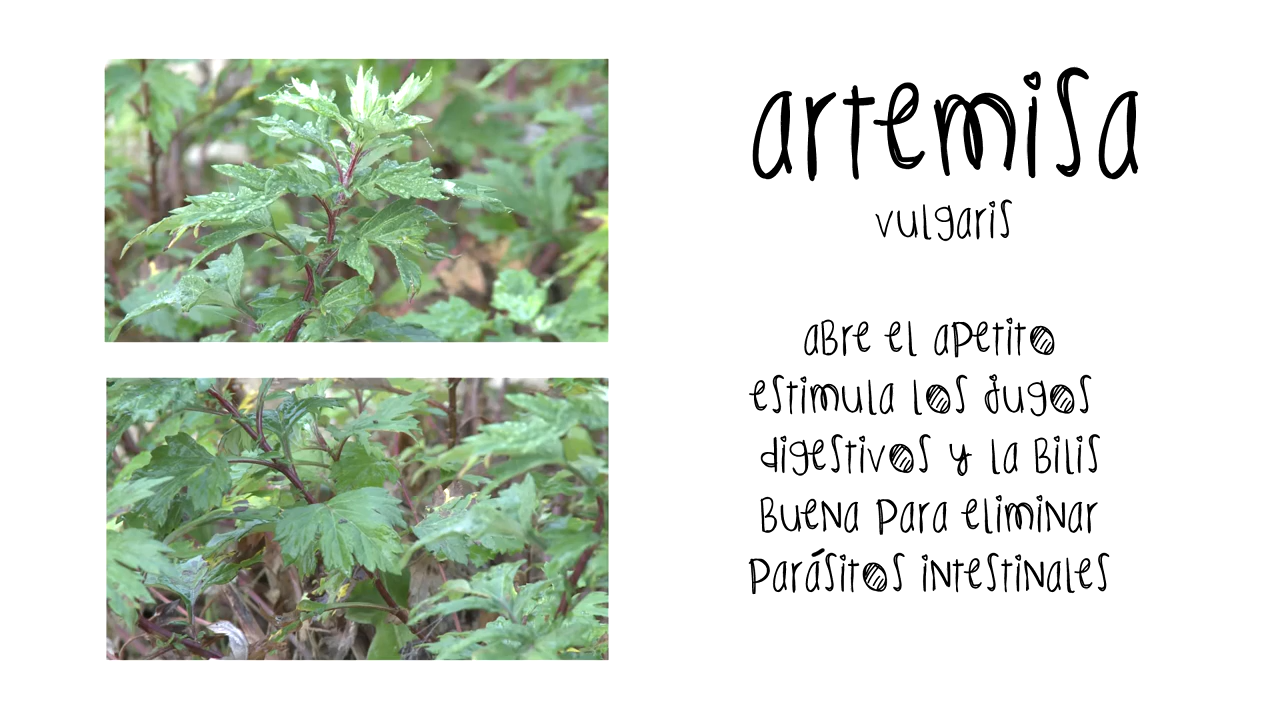 artemisa
vulgaris
abre el apetito
estimula los jugos
digestivos y la bilis
buena para eliminar
parásitos intestinales